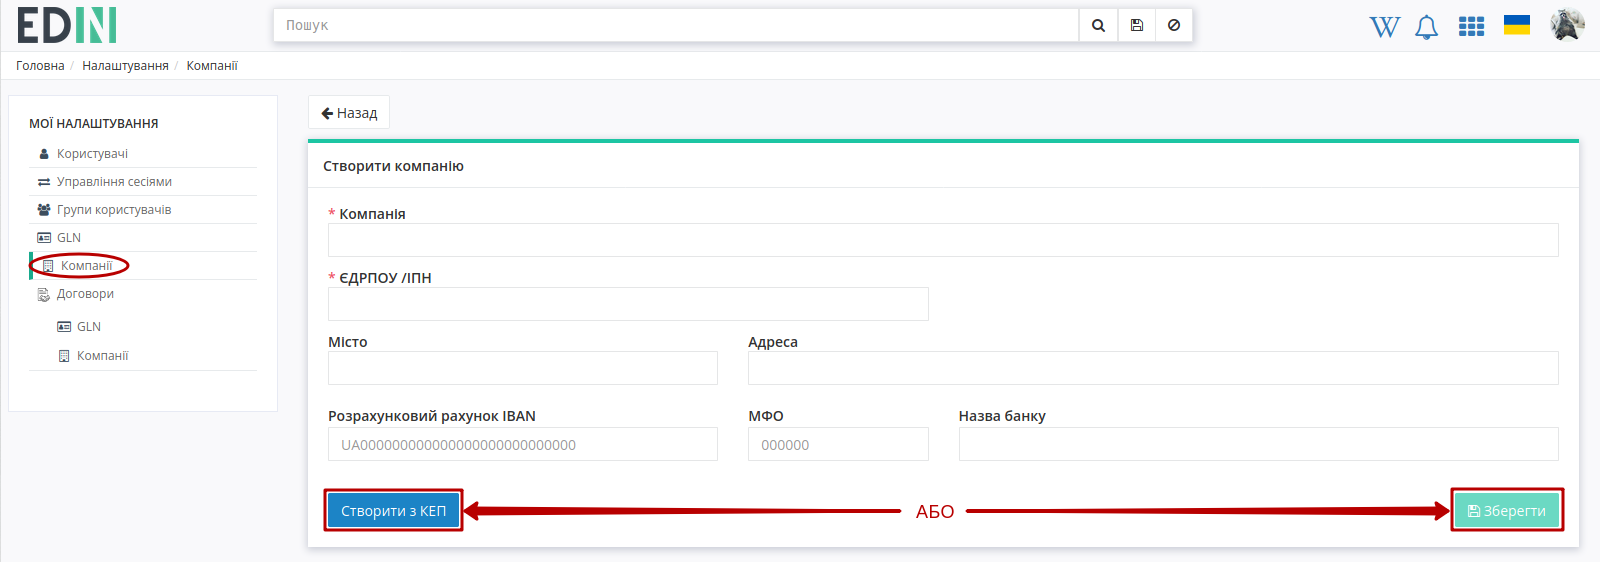 EDIN
Пошук
Головна / Налаштування / Компанії
МОЇ НАЛАШТУВАННЯ
Користувачі
Управління сесіями
Групи користувачів
GLN
Компанії
Договори
GLN
Компанії
Назад
Створити компанію
* Компанія
* ЄДРПОУ /ІПН
Місто Адреса
Розрахунковий рахунок IBAN МФО Назва банку
UA000000000000000000000000000 000000
Створити з КЕП АБО Зберегти